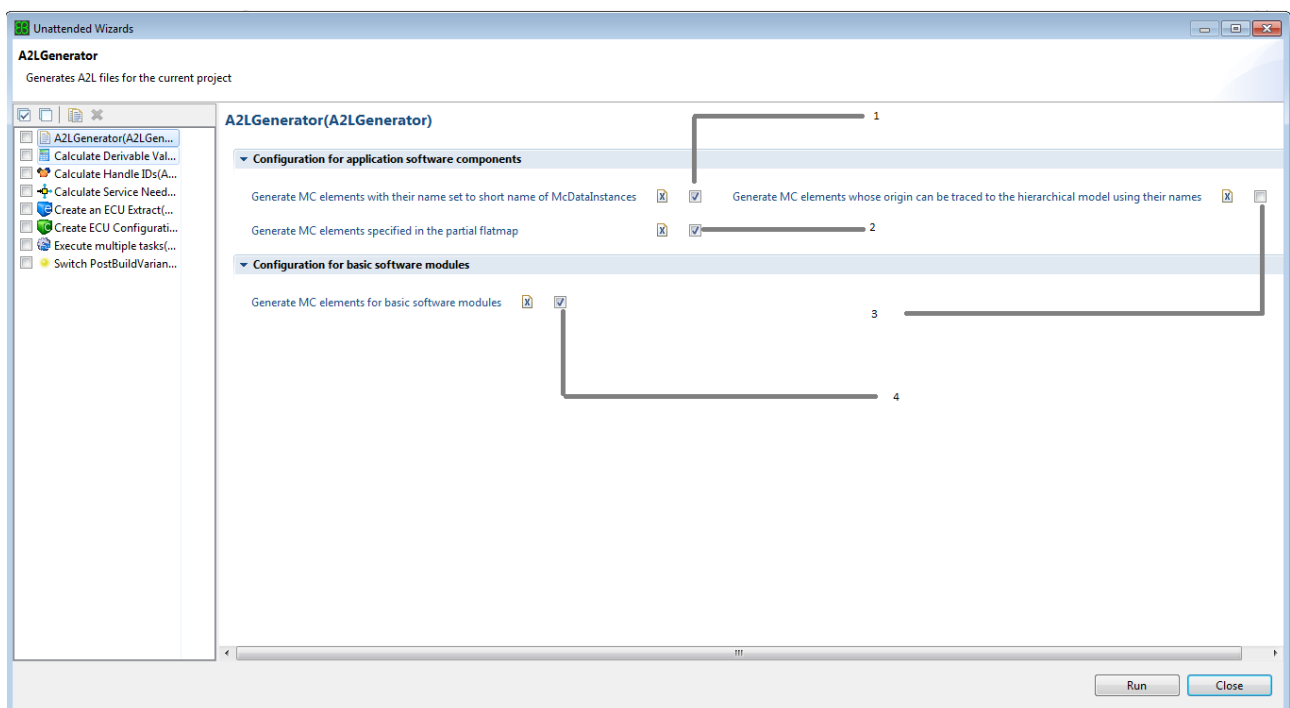 Unattended Wizards
A2LGenerator
Generates A2L files for the current project
A2LGenerator(A2LGen...
Calculate Derivable Val...
Calculate Handle IDs(A...
Calculate Service Need...
Create an ECU Extract(...
Create ECU Configurati...
Execute multiple tasks(...
Switch PostBuildVarian...
A2LGenerator(A2LGenerator)
1
Configuration for application software components
Generate MC elements with their name set to short name of McDataInstances
Generate MC elements whose origin can be traced to the hierarchical model using their names
Generate MC elements specified in the partial flatmap
2
Configuration for basic software modules
Generate MC elements for basic software modules
3
4
Run Close